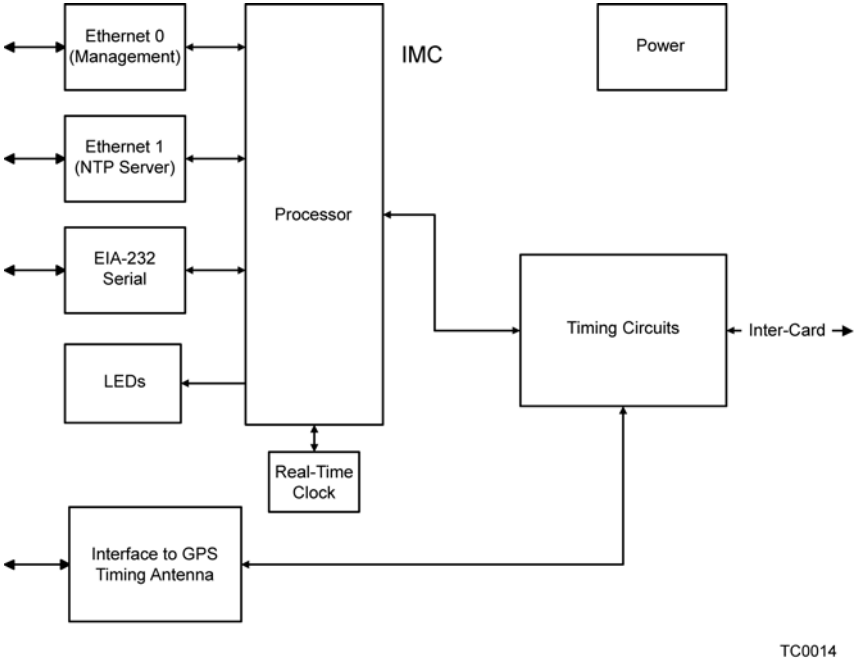 Ethernet 0
(Management)
IMC
Power
Ethernet 1
(NTP Server)
Processor
EIA-232
Serial
Timing Circuits
Inter-Card
LEDs
Real-Time
Clock
Interface to GPS
Timing Antenna
TC0014